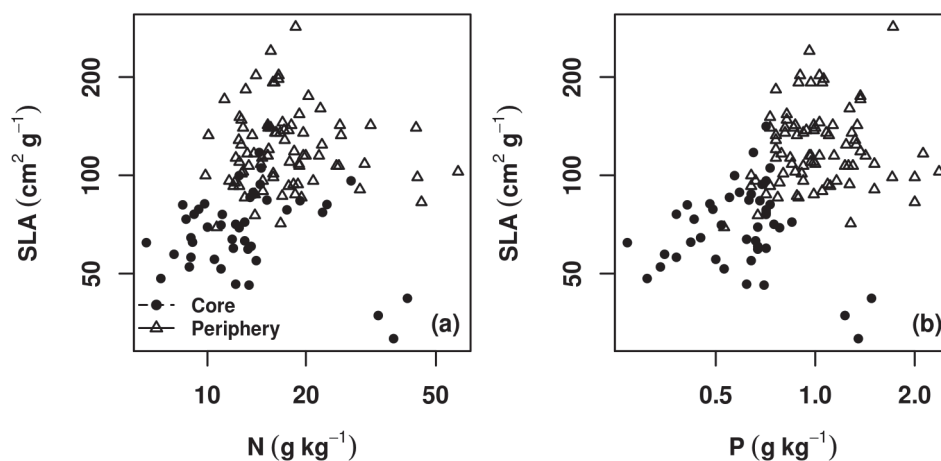 SLA (cm² g⁻¹)
200
100
50
Core
Periphery
(a)
10
20
50
N (g kg⁻¹)
SLA (cm² g⁻¹)
200
100
50
(b)
0.5
1.0
2.0
P (g kg⁻¹)